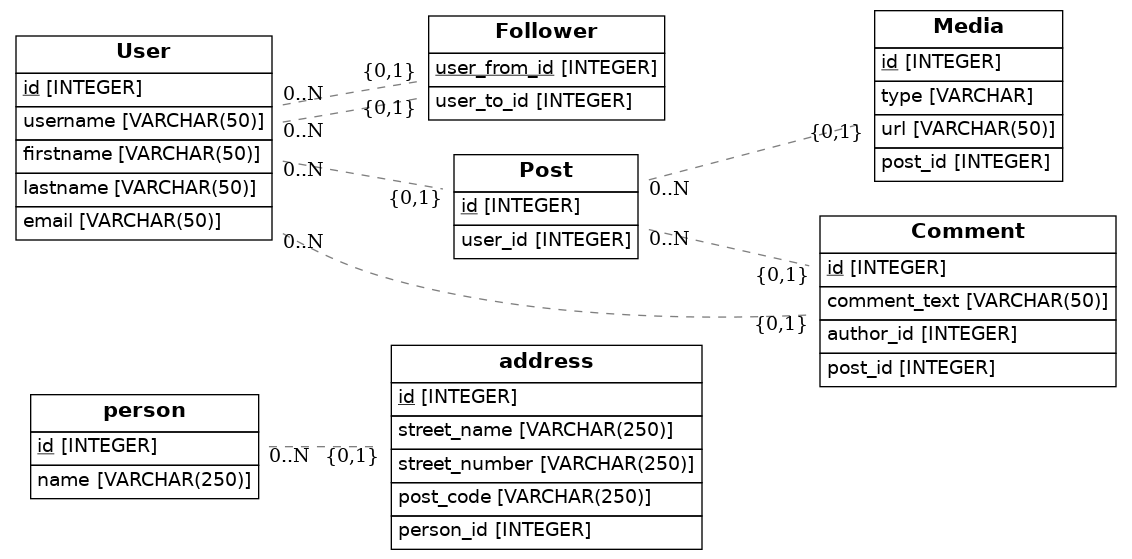 User
id [INTEGER]
username [VARCHAR(50)]
firstname [VARCHAR(50)]
lastname [VARCHAR(50)]
email [VARCHAR(50)]
0..N
{0,1}
0..N
{0,1}
0..N
{0,1}
0..N
{0,1}
Follower
user_from_id [INTEGER]
user_to_id [INTEGER]
Post
id [INTEGER]
user_id [INTEGER]
0..N
{0,1}
0..N
{0,1}
Media
id [INTEGER]
type [VARCHAR]
url [VARCHAR(50)]
post_id [INTEGER]
Comment
id [INTEGER]
comment_text [VARCHAR(50)]
author_id [INTEGER]
post_id [INTEGER]
person
id [INTEGER]
name [VARCHAR(250)]
0..N
{0,1}
address
id [INTEGER]
street_name [VARCHAR(250)]
street_number [VARCHAR(250)]
post_code [VARCHAR(250)]
person_id [INTEGER]